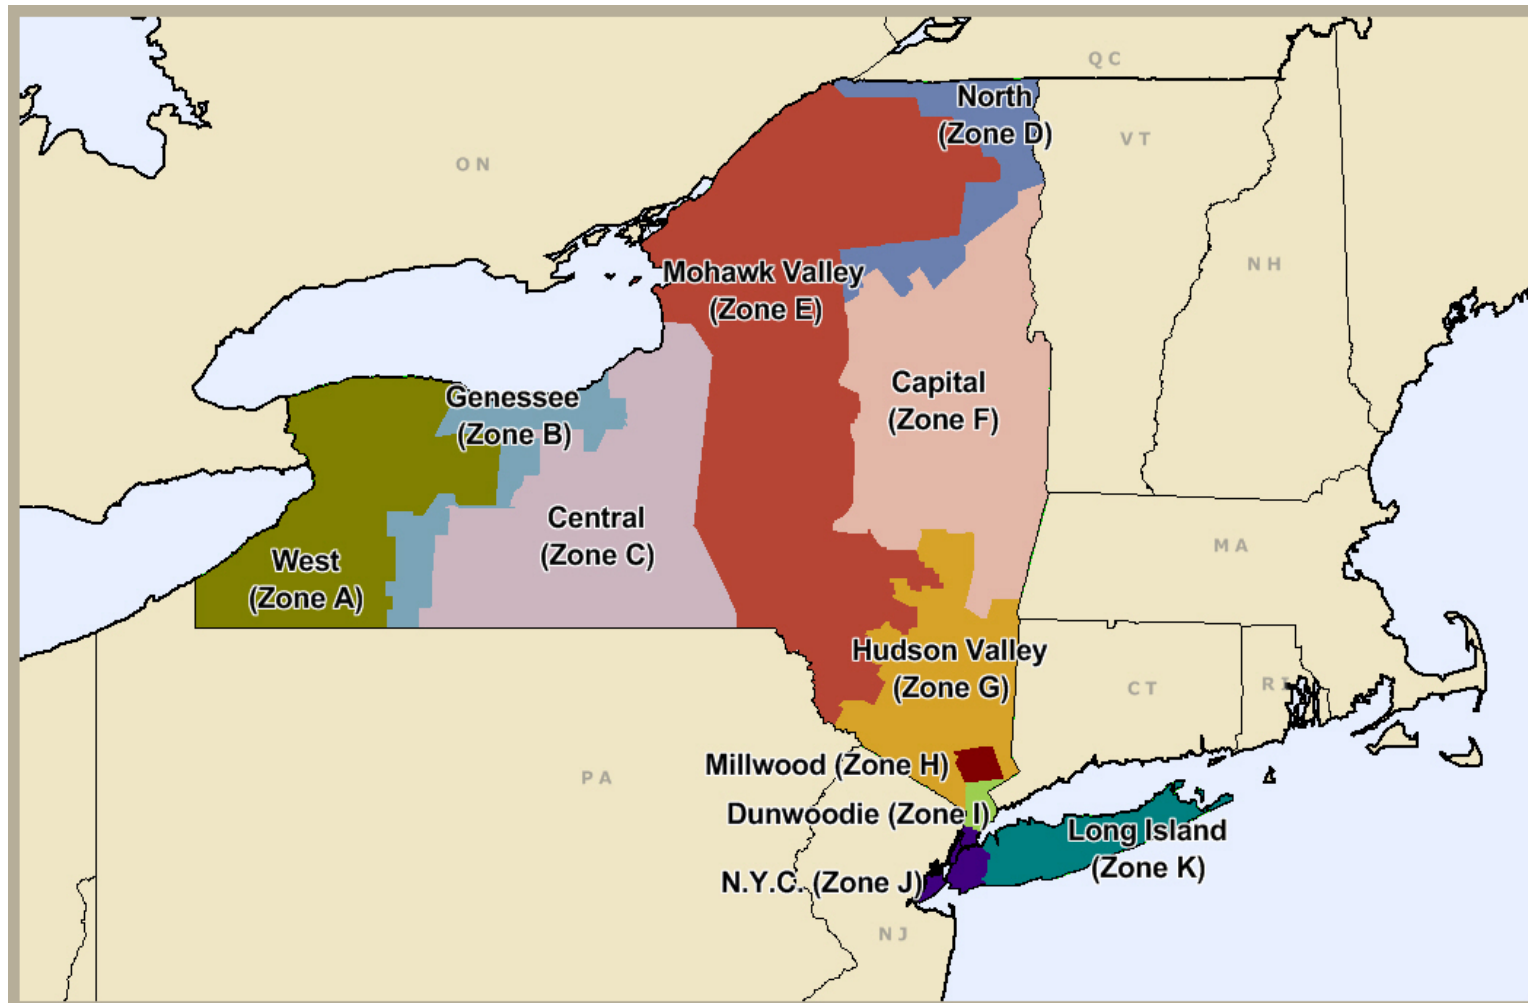 QC
North
(Zone D)
VT
ON
NH
Mohawk Valley
(Zone E)
Genessee
(Zone B)
Capital
(Zone F)
Central
(Zone C)
West
(Zone A)
MA
Hudson Valley
(Zone G)
CT
RI
Millwood (Zone H)
PA
Dunwoodie (Zone I)
Long Island
(Zone K)
N.Y.C. (Zone J)
NJ